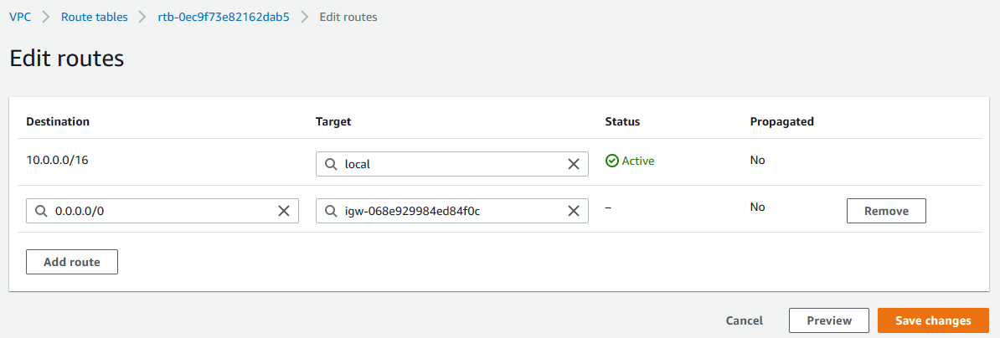 VPC > Route tables > rtb-0ec9f73e82162dab5 > Edit routes
Edit routes
Destination Target Status Propagated
10.0.0.0/16 local Active No
0.0.0.0/0 igw-068e929984ed84f0c – No Remove
Add route
Cancel Preview Save changes